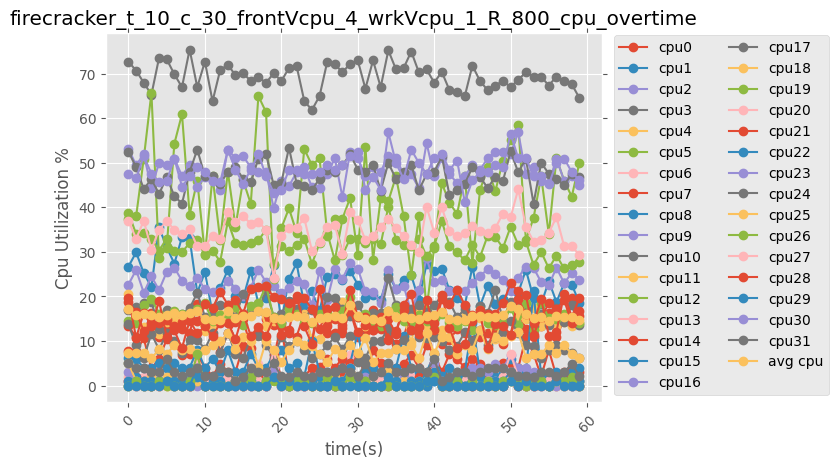 firecracker_t_10_c_30_frontVcpu_4_wrkVcpu_1_R_800_cpu_overtime
Cpu Utilization %
70
60
50
40
30
20
10
0
0
10
20
30
40
50
60
time(s)
cpu0
cpu1
cpu2
cpu3
cpu4
cpu5
cpu6
cpu7
cpu8
cpu9
cpu10
cpu11
cpu12
cpu13
cpu14
cpu15
cpu16
cpu17
cpu18
cpu19
cpu20
cpu21
cpu22
cpu23
cpu24
cpu25
cpu26
cpu27
cpu28
cpu29
cpu30
cpu31
avg cpu